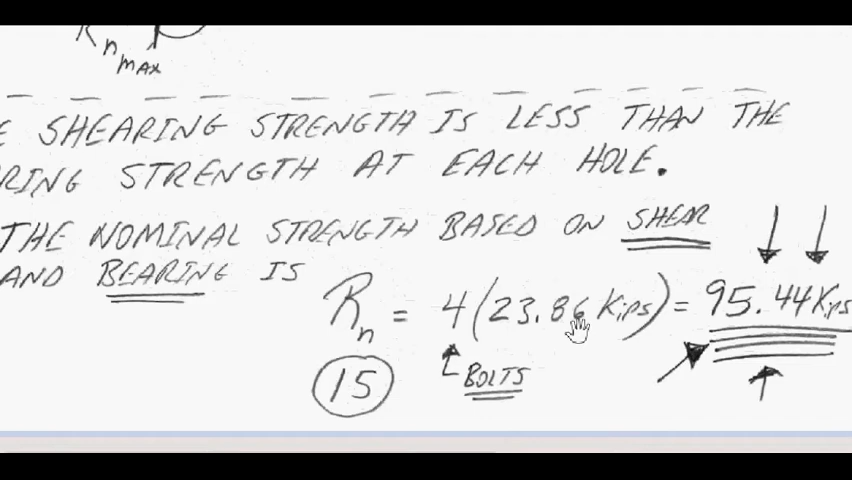 Rn MAX
E SHEARING STRENGTH IS LESS THAN THE
RING STRENGTH AT EACH HOLE.
THE NOMINAL STRENGTH BASED ON SHEAR
AND BEARING IS
Rn = 4(23.86 Kips) = 95.44 Kips
BOLTS
15